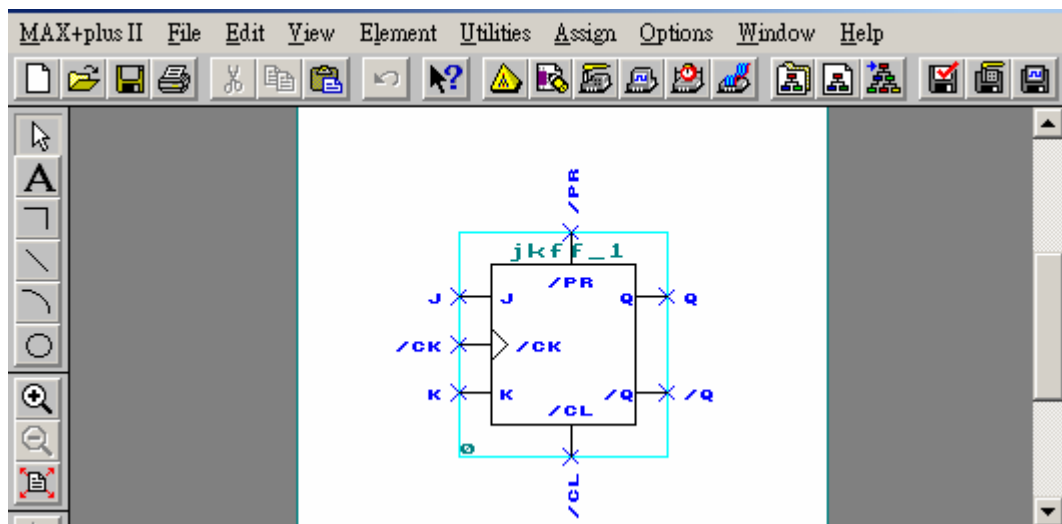 MAX+plus II File Edit View Element Utilities Assign Options Window Help
A
/PR
jkff_1
/PR
J J Q Q
/CK /CK
K K /Q /Q
/CL
0
/CL